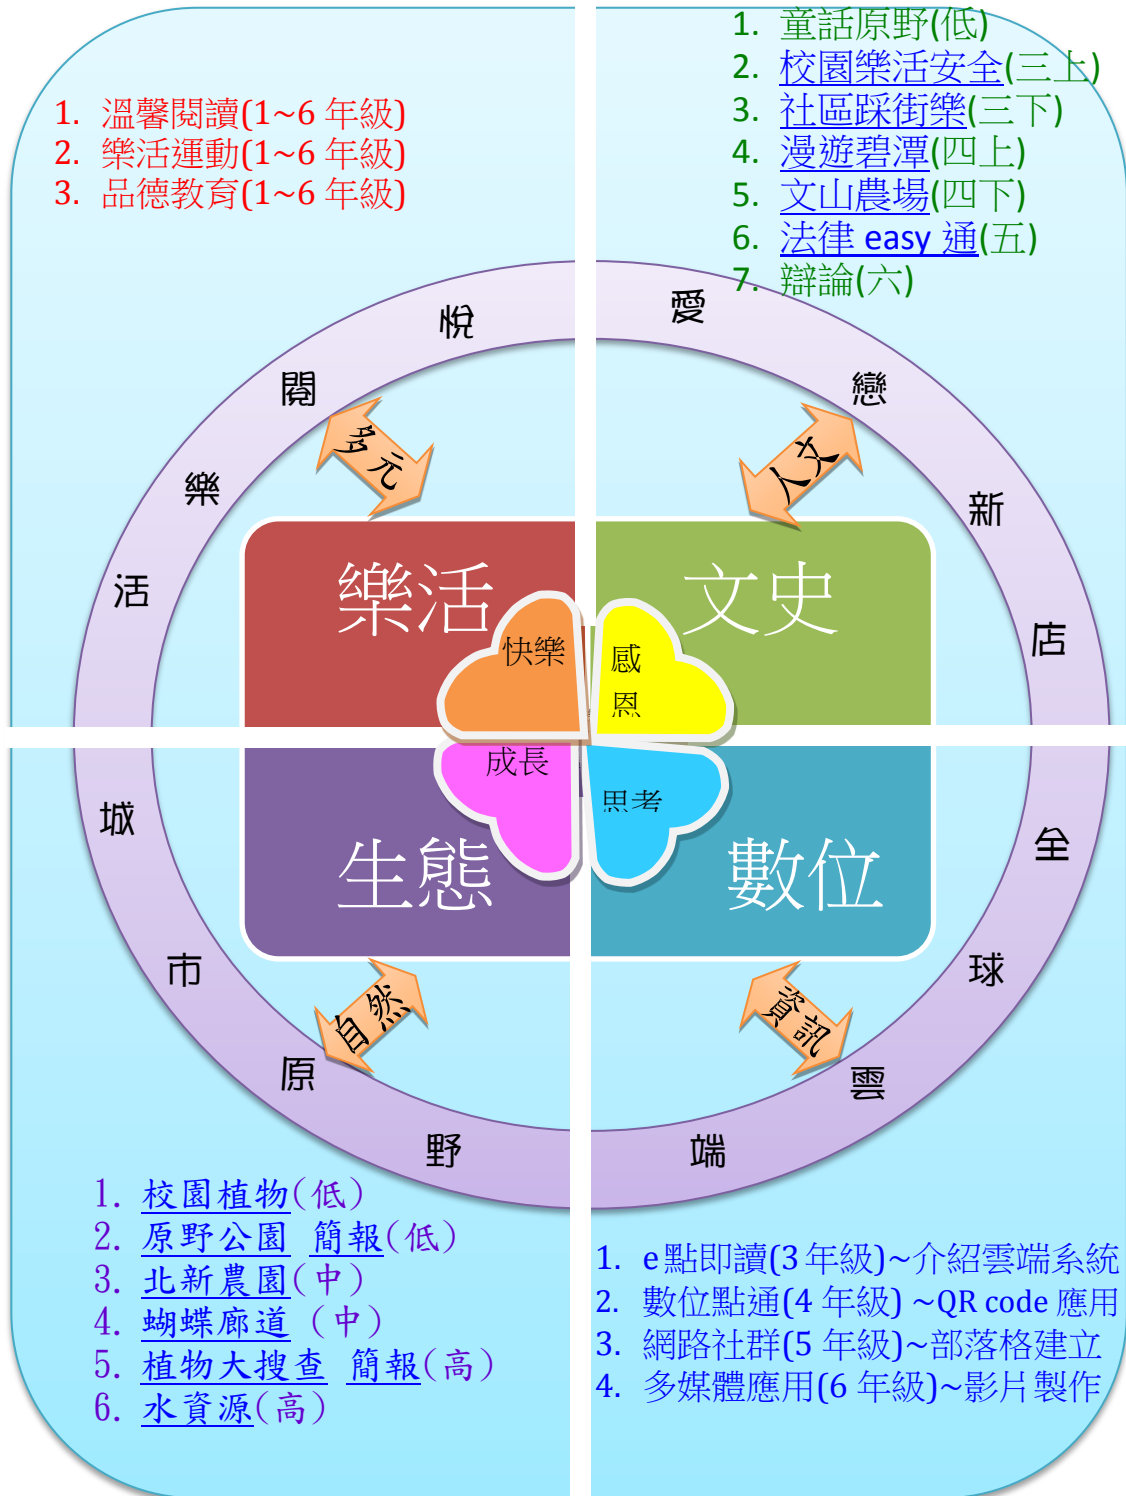 1. 溫馨閱讀(1~6 年級)
2. 樂活運動(1~6 年級)
3. 品德教育(1~6 年級)
1. 童話原野(低)
2. 校園樂活安全(三上)
3. 社區踩街樂(三下)
4. 漫遊碧潭(四上)
5. 文山農場(四下)
6. 法律 easy 通(五)
7. 辯論(六)
悅
閱
樂
活
愛
戀
新
店
多元
人文
樂活
文史
快樂
感
恩
成長
思考
生態
數位
城
市
原
野
全
球
雲
端
自然
資訊
1. 校園植物(低)
2. 原野公園 簡報(低)
3. 北新農園(中)
4. 蝴蝶廊道 (中)
5. 植物大搜查 簡報(高)
6. 水資源(高)
1. e點即讀(3 年級)~介紹雲端系統
2. 數位點通(4 年級) ~QR code 應用
3. 網路社群(5 年級)~部落格建立
4. 多媒體應用(6 年級)~影片製作